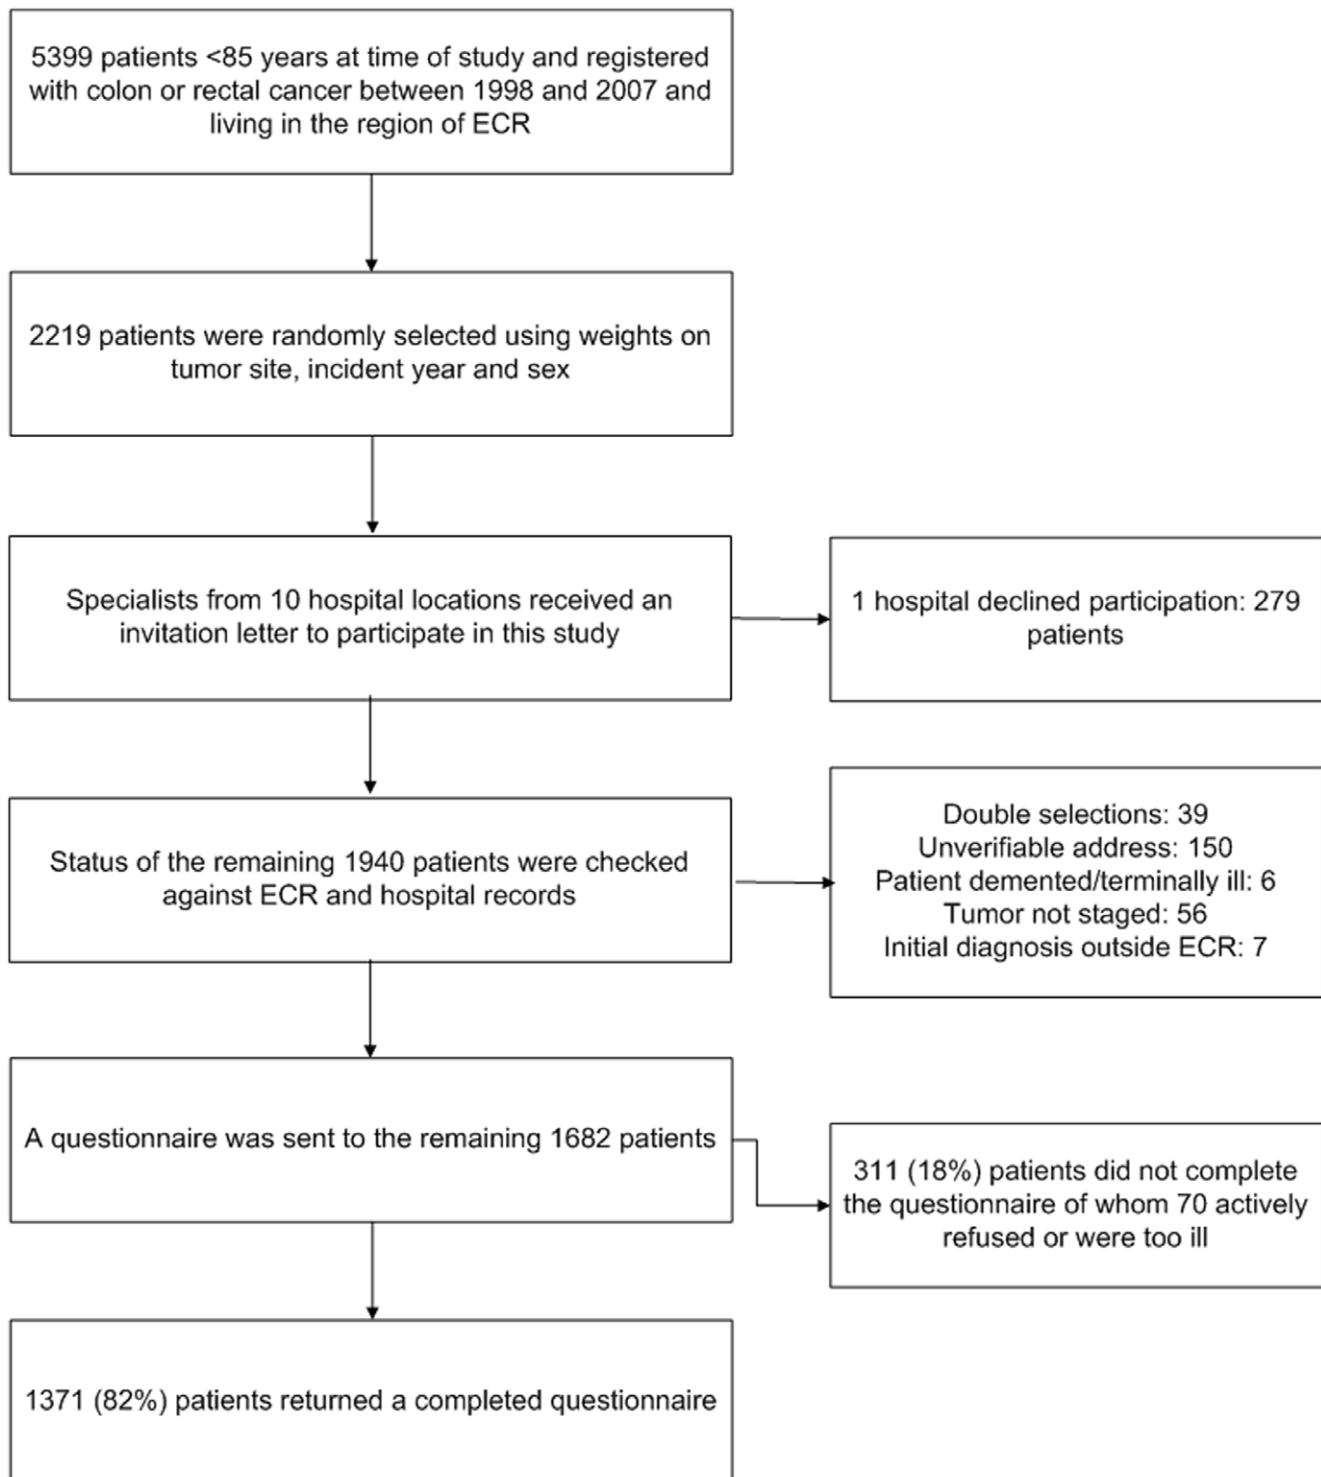 5399 patients <85 years at time of study and registered
with colon or rectal cancer between 1998 and 2007 and
living in the region of ECR
2219 patients were randomly selected using weights on
tumor site, incident year and sex
Specialists from 10 hospital locations received an
invitation letter to participate in this study
1 hospital declined participation: 279
patients
Status of the remaining 1940 patients were checked
against ECR and hospital records
Double selections: 39
Unverifiable address: 150
Patient demented/terminally ill: 6
Tumor not staged: 56
Initial diagnosis outside ECR: 7
A questionnaire was sent to the remaining 1682 patients
311 (18%) patients did not complete
the questionnaire of whom 70 actively
refused or were too ill
1371 (82%) patients returned a completed questionnaire